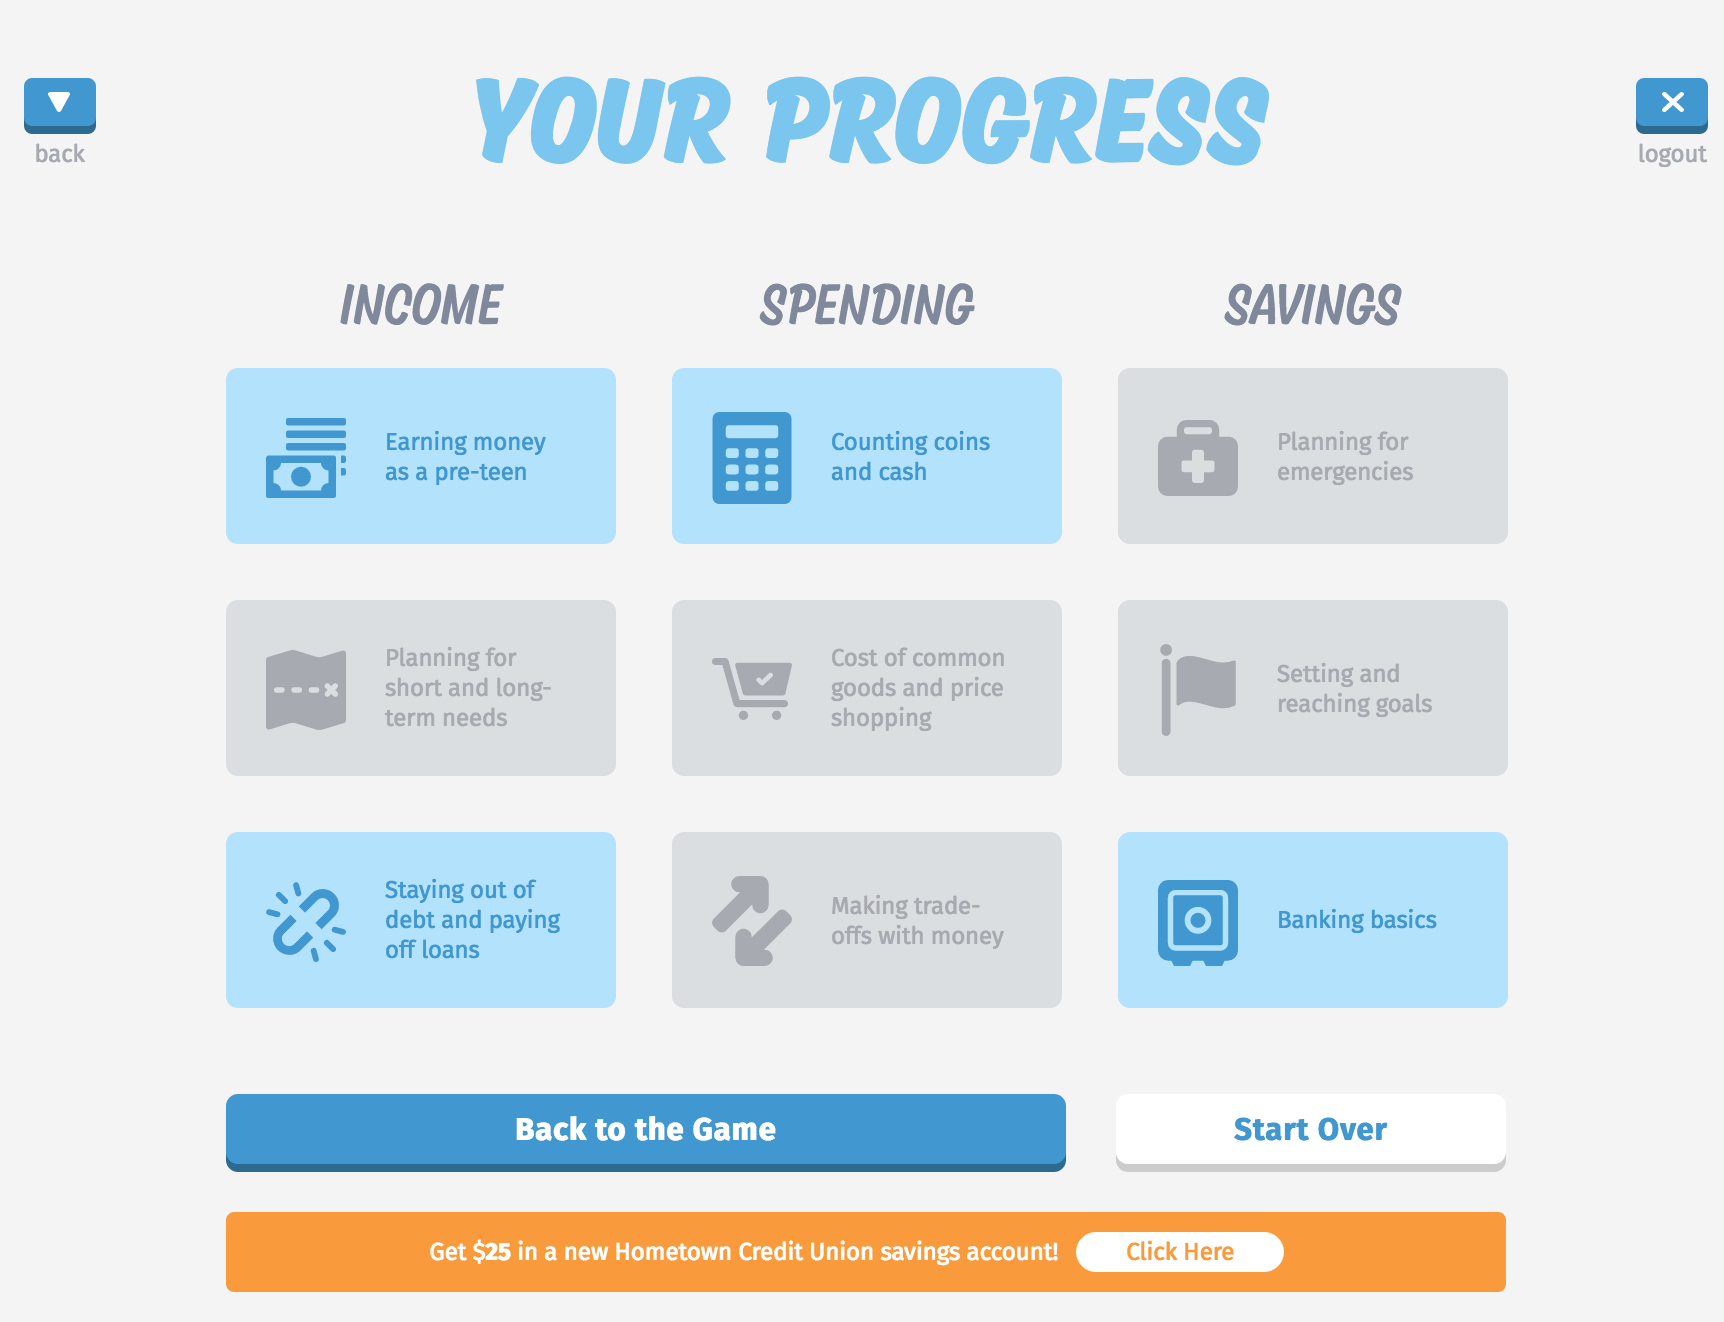 YOUR PROGRESS
back
logout
INCOME
SPENDING
SAVINGS
Earning money
as a pre-teen
Counting coins
and cash
Planning for
emergencies
Planning for
short and long-
term needs
Cost of common
goods and price
shopping
Setting and
reaching goals
Staying out of
debt and paying
off loans
Making trade-
offs with money
Banking basics
Back to the Game
Start Over
Get $25 in a new Hometown Credit Union savings account!
Click Here